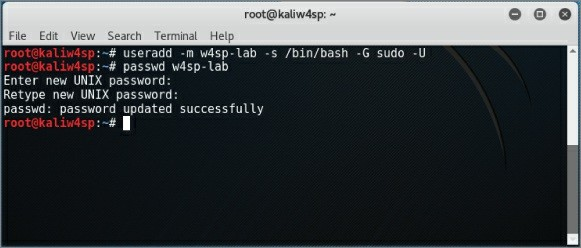 root@kaliw4sp: ~
File Edit View Search Terminal Help
root@kaliw4sp:~# useradd -m w4sp-lab -s /bin/bash -G sudo -U
root@kaliw4sp:~# passwd w4sp-lab
Enter new UNIX password:
Retype new UNIX password:
passwd: password updated successfully
root@kaliw4sp:~#